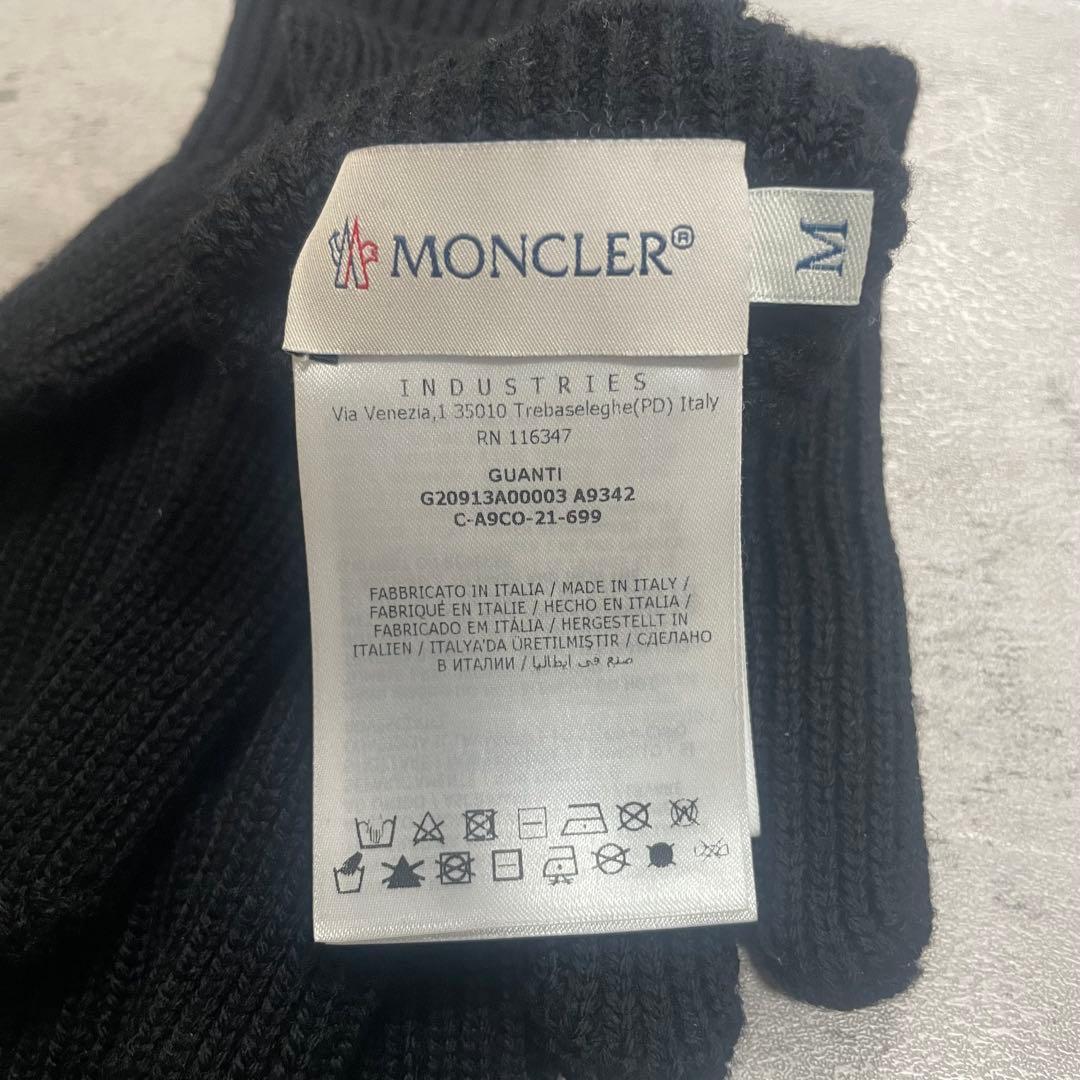 MONCLER®
M
INDUSTRIES
Via Venezia,1 35010 Trebaseleghe(PD) Italy
RN 116347
GUANTI
G20913A00003 A9342
C-A9CO-21-699
FABBRICATO IN ITALIA / MADE IN ITALY /
FABRIQUÉ EN ITALIE / HECHO EN ITALIA /
FABRICADO EM ITÁLIA / HERGESTELLT IN
ITALIEN / ITALYA'DA ÜRETILMIŞTIR / СДЕЛАНО
В ИТАЛИИ / صنع في ايطاليا